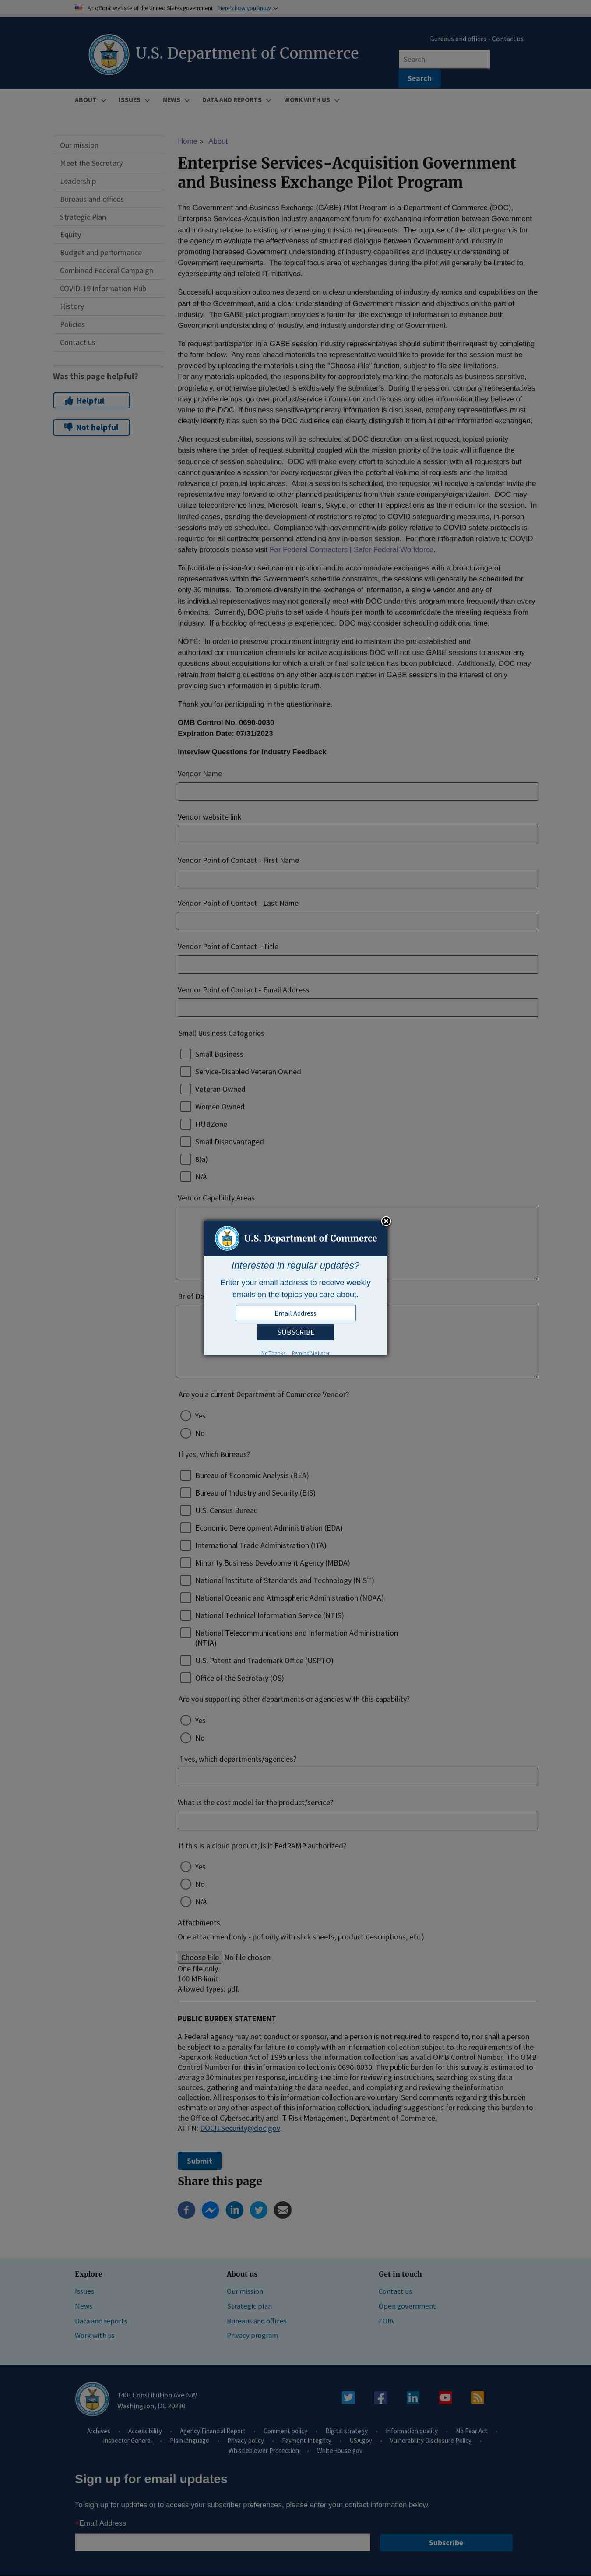 An official website of the United States government Here's how you know
U.S. Department of Commerce
Bureaus and offices - Contact us
Search
Search
ABOUT ISSUES NEWS DATA AND REPORTS WORK WITH US
Our mission
Meet the Secretary
Leadership
Bureaus and offices
Strategic Plan
Equity
Budget and performance
Combined Federal Campaign
COVID-19 Information Hub
History
Policies
Contact us
Was this page helpful?
Helpful
Not helpful
Home » About
Enterprise Services-Acquisition Government
and Business Exchange Pilot Program
The Government and Business Exchange (GABE) Pilot Program is a Department of Commerce (DOC),
Enterprise Services-Acquisition industry engagement forum for exchanging information between Government
and industry relative to existing and emerging mission requirements. The purpose of the pilot program is for
the agency to evaluate the effectiveness of structured dialogue between Government and industry in
promoting increased Government understanding of industry capabilities and industry understanding of
Government requirements. The topical focus area of exchanges during the pilot will generally be limited to
cybersecurity and related IT initiatives.
Successful acquisition outcomes depend on a clear understanding of industry dynamics and capabilities on the
part of the Government, and a clear understanding of Government mission and objectives on the part of
industry. The GABE pilot program provides a forum for the exchange of information to enhance both
Government understanding of industry, and industry understanding of Government.
To request participation in a GABE session industry representatives should complete the entry by completing
the form below. Any read ahead materials the representative would like to provide to support the session must
be provided by uploading the materials using the "Choose File" function, subject to file size limitations.
For any materials uploaded, the responsibility for appropriately marking materials as business sensitive,
proprietary, or otherwise protected is exclusively the submitter's. During the session, company representatives
may provide demos, go over product/service information and discuss any other information they believe of
value to the DOC. If business sensitive/proprietary information is discussed, company representatives must
clearly identify it as such so the DOC audience can clearly distinguish it from all other information exchanged.
After request submittal, sessions will be scheduled at DOC discretion on a first request, topical priority
basis where the order of request submittal coupled with the mission priority of the topic will influence the
sequence of session scheduling. DOC will make every effort to schedule a session with all requestors but
cannot guarantee a session for every potential vendor given the potential volume of requests and the limited
relevance of potential topic areas. After a session is scheduled, the requestor will receive a calendar invite the
requestor is to forward to other planned participants from their same company/organization. DOC may
utilize teleconference lines, Microsoft Teams, Skype, or other IT applications as the medium for the session. In
limited cases, pending the development of restrictions related to COVID safeguarding measures, in-person
sessions may be scheduled. Compliance with government-wide policy relative to COVID safety protocols is
required for all contractor personnel attending any in-person session. For more information relative to COVID
safety protocols please visit For Federal Contractors | Safer Federal Workforce.
To facilitate mission-focused communication and to accommodate exchanges with a broad range of
representatives within the Government's schedule constraints, the sessions will generally be scheduled for
only 30 minutes. To promote diversity in the exchange of information, a single vendor and any of
its individual representatives may not generally meet with DOC under this program more frequently than every
6 months. Currently, DOC plans to set aside 4 hours per month to accommodate the meeting requests from
Industry. If a backlog of requests is experienced, DOC may consider scheduling additional time.
NOTE: In order to preserve procurement integrity and to maintain the pre-established and
authorized communication channels for active acquisitions DOC will not use GABE sessions to answer any
questions about acquisitions for which a draft or final solicitation has been publicized. Additionally, DOC may
refrain from fielding questions on any other acquisition matter in GABE sessions in the interest of only
providing such information in a public forum.
Thank you for participating in the questionnaire.
OMB Control No. 0690-0030
Expiration Date: 07/31/2023
Interview Questions for Industry Feedback
Vendor Name
Vendor website link
Vendor Point of Contact - First Name
Vendor Point of Contact - Last Name
Vendor Point of Contact - Title
Vendor Point of Contact - Email Address
Small Business Categories
Small Business
Service-Disabled Veteran Owned
Veteran Owned
Women Owned
HUBZone
Small Disadvantaged
8(a)
N/A
Vendor Capability Areas
U.S. Department of Commerce
Interested in regular updates?
Enter your email address to receive weekly
emails on the topics you care about.
Email Address
SUBSCRIBE
No Thanks Remind Me Later
Brief De
Are you a current Department of Commerce Vendor?
Yes
No
If yes, which Bureaus?
Bureau of Economic Analysis (BEA)
Bureau of Industry and Security (BIS)
U.S. Census Bureau
Economic Development Administration (EDA)
International Trade Administration (ITA)
Minority Business Development Agency (MBDA)
National Institute of Standards and Technology (NIST)
National Oceanic and Atmospheric Administration (NOAA)
National Technical Information Service (NTIS)
National Telecommunications and Information Administration
(NTIA)
U.S. Patent and Trademark Office (USPTO)
Office of the Secretary (OS)
Are you supporting other departments or agencies with this capability?
Yes
No
If yes, which departments/agencies?
What is the cost model for the product/service?
If this is a cloud product, is it FedRAMP authorized?
Yes
No
N/A
Attachments
One attachment only - pdf only with slick sheets, product descriptions, etc.)
Choose File No file chosen
One file only.
100 MB limit.
Allowed types: pdf.
PUBLIC BURDEN STATEMENT
A Federal agency may not conduct or sponsor, and a person is not required to respond to, nor shall a person
be subject to a penalty for failure to comply with an information collection subject to the requirements of the
Paperwork Reduction Act of 1995 unless the information collection has a valid OMB Control Number. The OMB
Control Number for this information collection is 0690-0030. The public burden for this survey is estimated to
average 30 minutes per response, including the time for reviewing instructions, searching existing data
sources, gathering and maintaining the data needed, and completing and reviewing the information
collection. All responses to this information collection are voluntary. Send comments regarding this burden
estimate or any other aspect of this information collection, including suggestions for reducing this burden to
the Office of Cybersecurity and IT Risk Management, Department of Commerce,
ATTN: DOCITSecurity@doc.gov.
Submit
Share this page
Explore
Issues
News
Data and reports
Work with us
About us
Our mission
Strategic plan
Bureaus and offices
Privacy program
Get in touch
Contact us
Open government
FOIA
1401 Constitution Ave NW
Washington, DC 20230
Archives Accessibility Agency Financial Report Comment policy Digital strategy Information quality No Fear Act
Inspector General Plain language Privacy policy Payment Integrity USA.gov Vulnerability Disclosure Policy
Whistleblower Protection WhiteHouse.gov
Sign up for email updates
To sign up for updates or to access your subscriber preferences, please enter your contact information below.
*Email Address
Subscribe